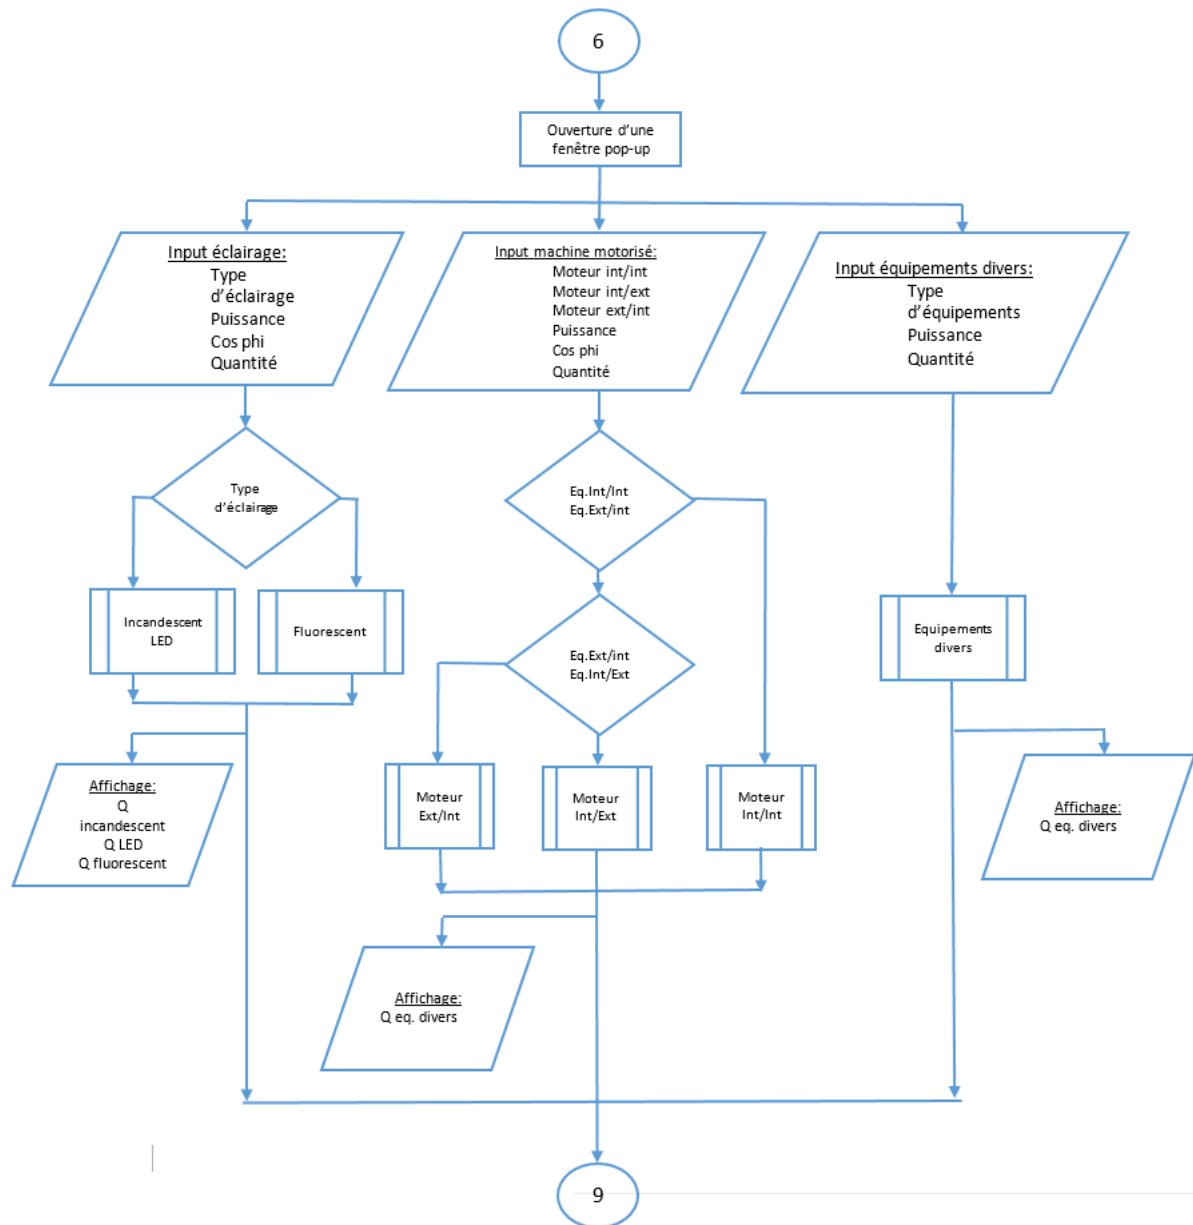 6
Ouverture d'une
fenêtre pop-up
Input éclairage:
Type
d'éclairage
Puissance
Cos phi
Quantité
Input machine motorisé:
Moteur int/int
Moteur int/ext
Moteur ext/int
Puissance
Cos phi
Quantité
Input équipements divers:
Type
d'équipements
Puissance
Quantité
Type
d'éclairage
Eq.Int/Int
Eq.Ext/int
Incandescent
LED
Fluorescent
Eq.Ext/int
Eq.Int/Ext
Equipements
divers
Affichage:
Q
incandescent
Q LED
Q fluorescent
Moteur
Ext/Int
Moteur
Int/Ext
Moteur
Int/Int
Affichage:
Q eq. divers
Affichage:
Q eq. divers
9